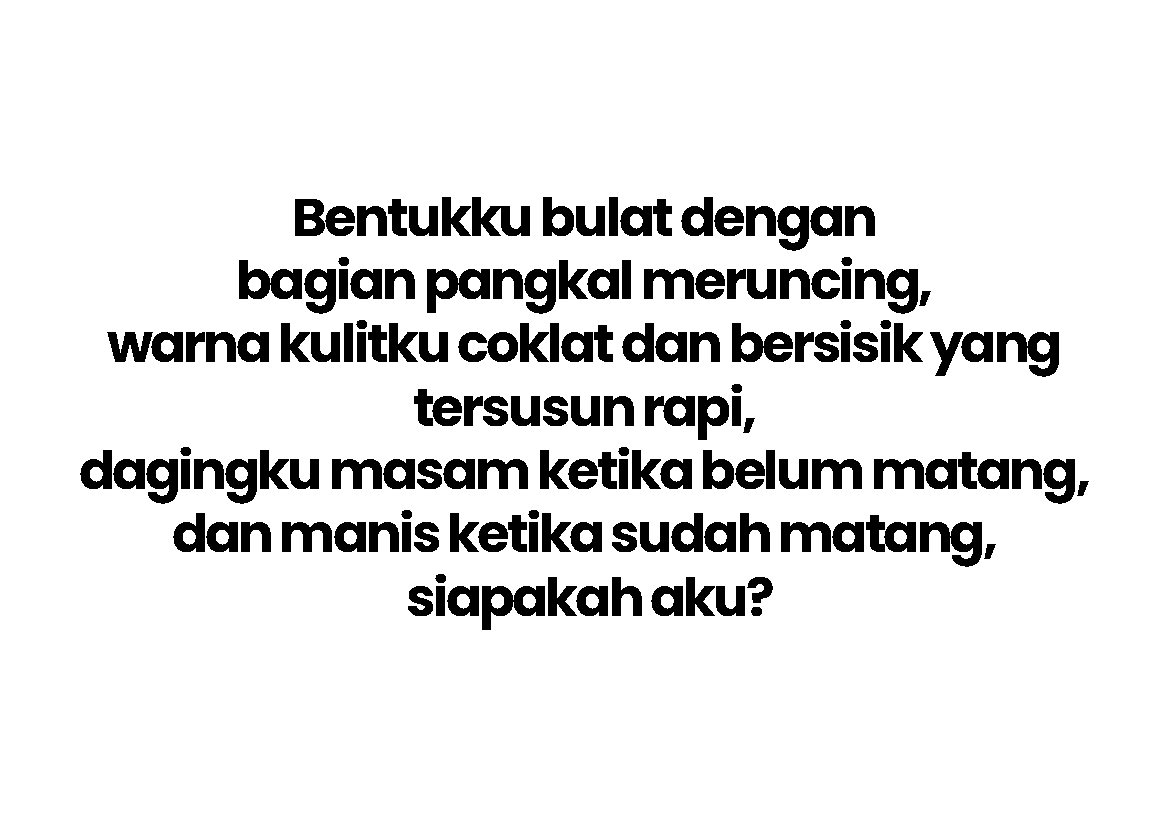 Bentukku bulat dengan
bagian pangkal meruncing,
warna kulitku coklat dan bersisik yang
tersusun rapi,
dagingku masam ketika belum matang,
dan manis ketika sudah matang,
siapakah aku?